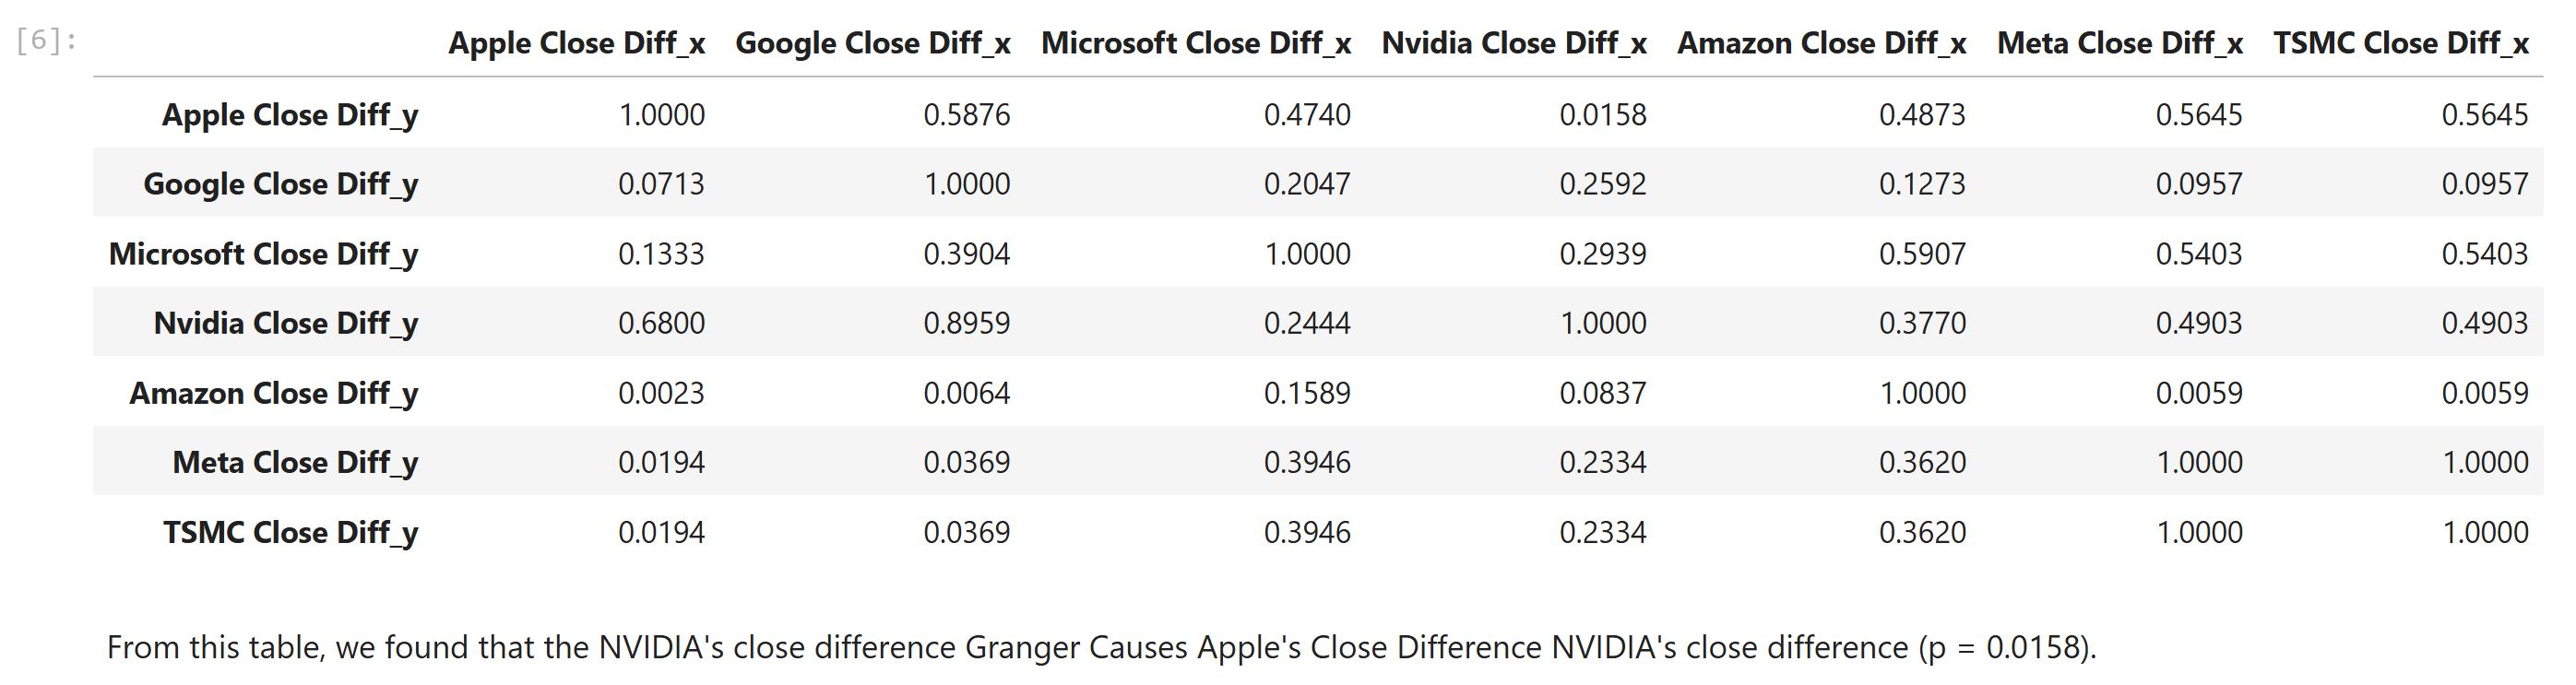 [6]:
Apple Close Diff_x Google Close Diff_x Microsoft Close Diff_x Nvidia Close Diff_x Amazon Close Diff_x Meta Close Diff_x TSMC Close Diff_x
Apple Close Diff_y 1.0000 0.5876 0.4740 0.0158 0.4873 0.5645 0.5645
Google Close Diff_y 0.0713 1.0000 0.2047 0.2592 0.1273 0.0957 0.0957
Microsoft Close Diff_y 0.1333 0.3904 1.0000 0.2939 0.5907 0.5403 0.5403
Nvidia Close Diff_y 0.6800 0.8959 0.2444 1.0000 0.3770 0.4903 0.4903
Amazon Close Diff_y 0.0023 0.0064 0.1589 0.0837 1.0000 0.0059 0.0059
Meta Close Diff_y 0.0194 0.0369 0.3946 0.2334 0.3620 1.0000 1.0000
TSMC Close Diff_y 0.0194 0.0369 0.3946 0.2334 0.3620 1.0000 1.0000
From this table, we found that the NVIDIA's close difference Granger Causes Apple's Close Difference NVIDIA's close difference (p = 0.0158).